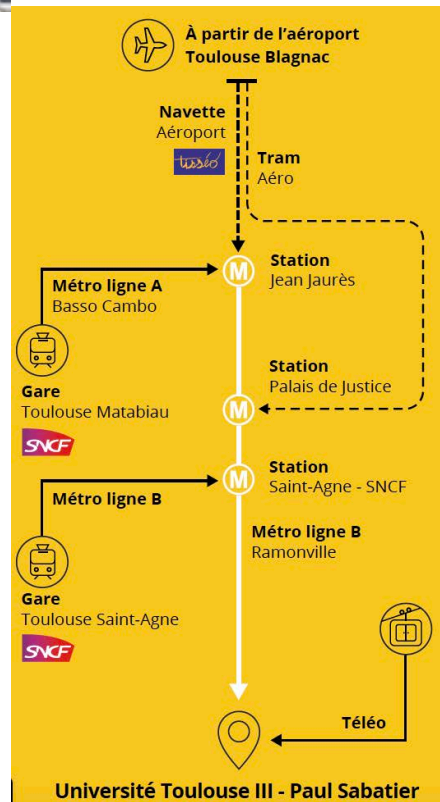 À partir de l'aéroport
Toulouse Blagnac
Navette
Aéroport
tisséo
Tram
Aéro
M
Station
Jean Jaurès
Métro ligne A
Basso Cambo
Gare
Toulouse Matabiau
SNCF
Station
Palais de Justice
M
M
Station
Saint-Agne - SNCF
Métro ligne B
Métro ligne B
Ramonville
Gare
Toulouse Saint-Agne
SNCF
Téléo
Université Toulouse III - Paul Sabatier